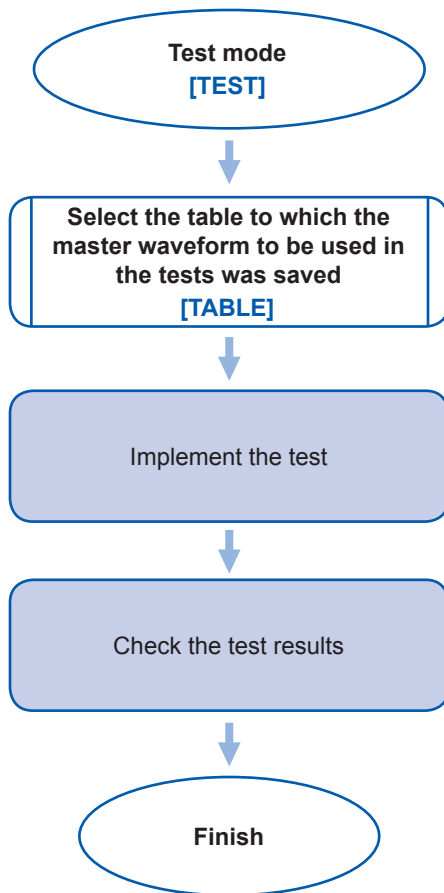 Test mode
[TEST]
Select the table to which the
master waveform to be used in
the tests was saved
[TABLE]
Implement the test
Check the test results
Finish